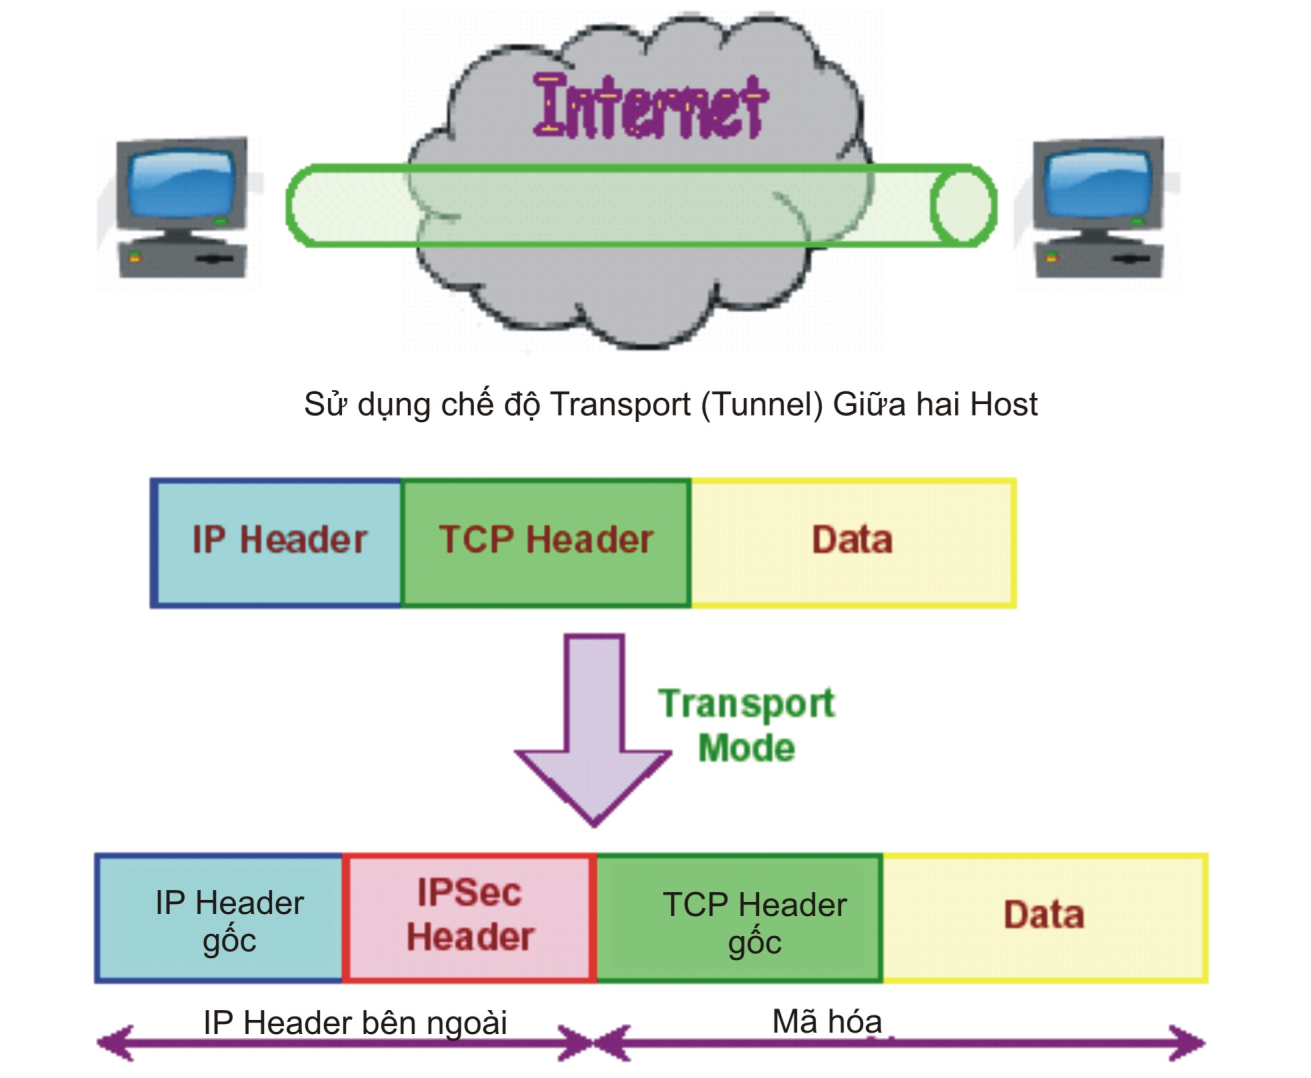 Internet
Sử dụng chế độ Transport (Tunnel) Giữa hai Host
IP Header
TCP Header
Data
Transport
Mode
IP Header
gốc
IPSec
Header
TCP Header
gốc
Data
IP Header bên ngoài
Mã hóa